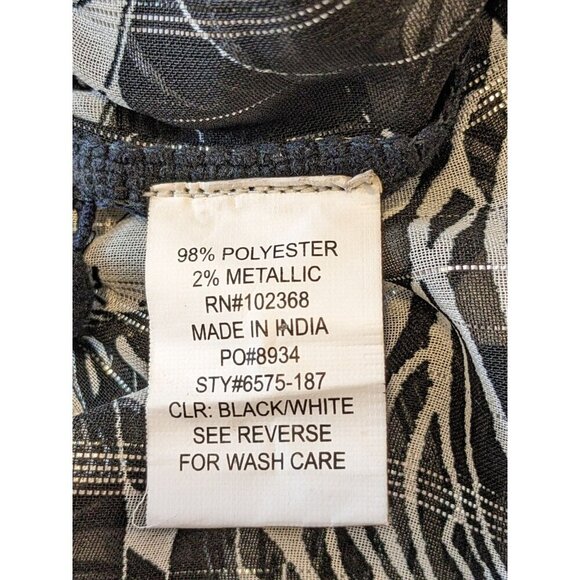 98% POLYESTER
2% METALLIC
RN#102368
MADE IN INDIA
PO#8934
STY#6575-187
CLR: BLACK/WHITE
SEE REVERSE
FOR WASH CARE